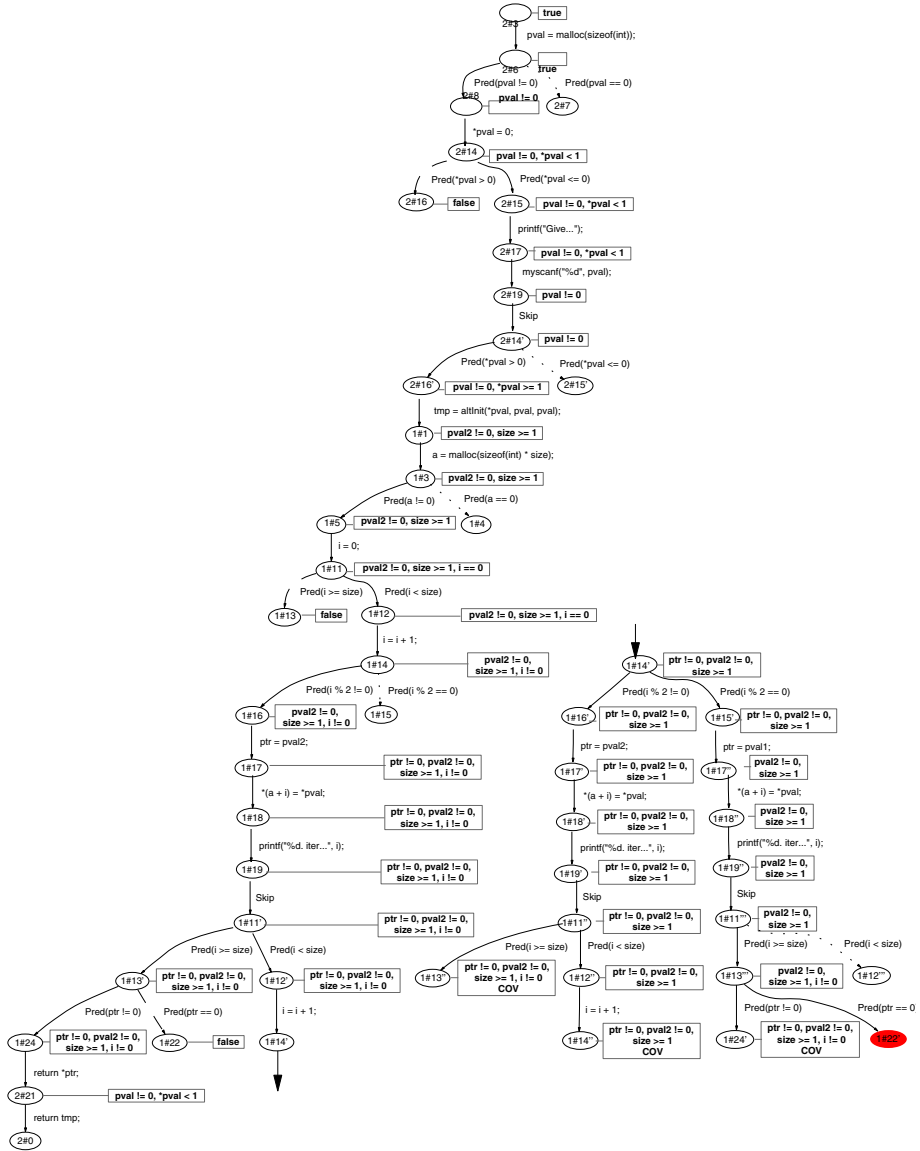 2#3
true
pval = malloc(sizeof(int));
2#6
true
Pred(pval != 0)
Pred(pval == 0)
2#8
pval != 0
2#7
*pval = 0;
2#14
pval != 0, *pval < 1
Pred(*pval > 0)
Pred(*pval <= 0)
2#16
false
2#15
pval != 0, *pval < 1
printf("Give...");
2#17
pval != 0, *pval < 1
myscanf("%d", pval);
2#19
pval != 0
Skip
2#14'
pval != 0
Pred(*pval > 0)
Pred(*pval <= 0)
2#16'
pval != 0, *pval >= 1
2#15'
tmp = altInit(*pval, pval, pval);
1#1
pval2 != 0, size >= 1
a = malloc(sizeof(int) * size);
1#3
pval2 != 0, size >= 1
Pred(a != 0)
Pred(a == 0)
1#5
pval2 != 0, size >= 1
1#4
i = 0;
1#11
pval2 != 0, size >= 1, i == 0
Pred(i >= size)
Pred(i < size)
1#13
false
1#12
pval2 != 0, size >= 1, i == 0
i = i + 1;
1#14
pval2 != 0,
size >= 1, i != 0
Pred(i % 2 != 0)
Pred(i % 2 == 0)
1#16
pval2 != 0,
size >= 1, i != 0
1#15
ptr = pval2;
1#17
ptr != 0, pval2 != 0,
size >= 1, i != 0
*(a + i) = *pval;
1#18
ptr != 0, pval2 != 0,
size >= 1, i != 0
printf("%d. iter...", i);
1#19
ptr != 0, pval2 != 0,
size >= 1, i != 0
Skip
1#11'
ptr != 0, pval2 != 0,
size >= 1, i != 0
Pred(i >= size)
Pred(i < size)
1#13'
ptr != 0, pval2 != 0,
size >= 1, i != 0
1#12'
ptr != 0, pval2 != 0,
size >= 1, i != 0
Pred(ptr != 0)
Pred(ptr == 0)
i = i + 1;
1#24
ptr != 0, pval2 != 0,
size >= 1, i != 0
1#22
false
1#14'
return *ptr;
2#21
pval != 0, *pval < 1
return tmp;
2#0
1#14'
ptr != 0, pval2 != 0,
size >= 1
Pred(i % 2 != 0)
Pred(i % 2 == 0)
1#16'
ptr != 0, pval2 != 0,
size >= 1
1#15'
ptr != 0, pval2 != 0,
size >= 1
ptr = pval2;
ptr = pval1;
1#17'
ptr != 0, pval2 != 0,
size >= 1
1#17''
pval2 != 0,
size >= 1
*(a + i) = *pval;
*(a + i) = *pval;
1#18'
ptr != 0, pval2 != 0,
size >= 1
1#18''
pval2 != 0,
size >= 1
printf("%d. iter...", i);
printf("%d. iter...", i);
1#19'
ptr != 0, pval2 != 0,
size >= 1
1#19''
pval2 != 0,
size >= 1
Skip
Skip
1#11''
ptr != 0, pval2 != 0,
size >= 1
1#11'''
pval2 != 0,
size >= 1
Pred(i >= size)
Pred(i < size)
Pred(i >= size)
Pred(i < size)
1#13''
ptr != 0, pval2 != 0,
size >= 1, i != 0
COV
1#12''
ptr != 0, pval2 != 0,
size >= 1
1#13'''
pval2 != 0,
size >= 1, i != 0
1#12'''
i = i + 1;
Pred(ptr != 0)
Pred(ptr == 0)
1#14''
ptr != 0, pval2 != 0,
size >= 1
COV
1#24'
ptr != 0, pval2 != 0,
size >= 1, i != 0
COV
1#22'